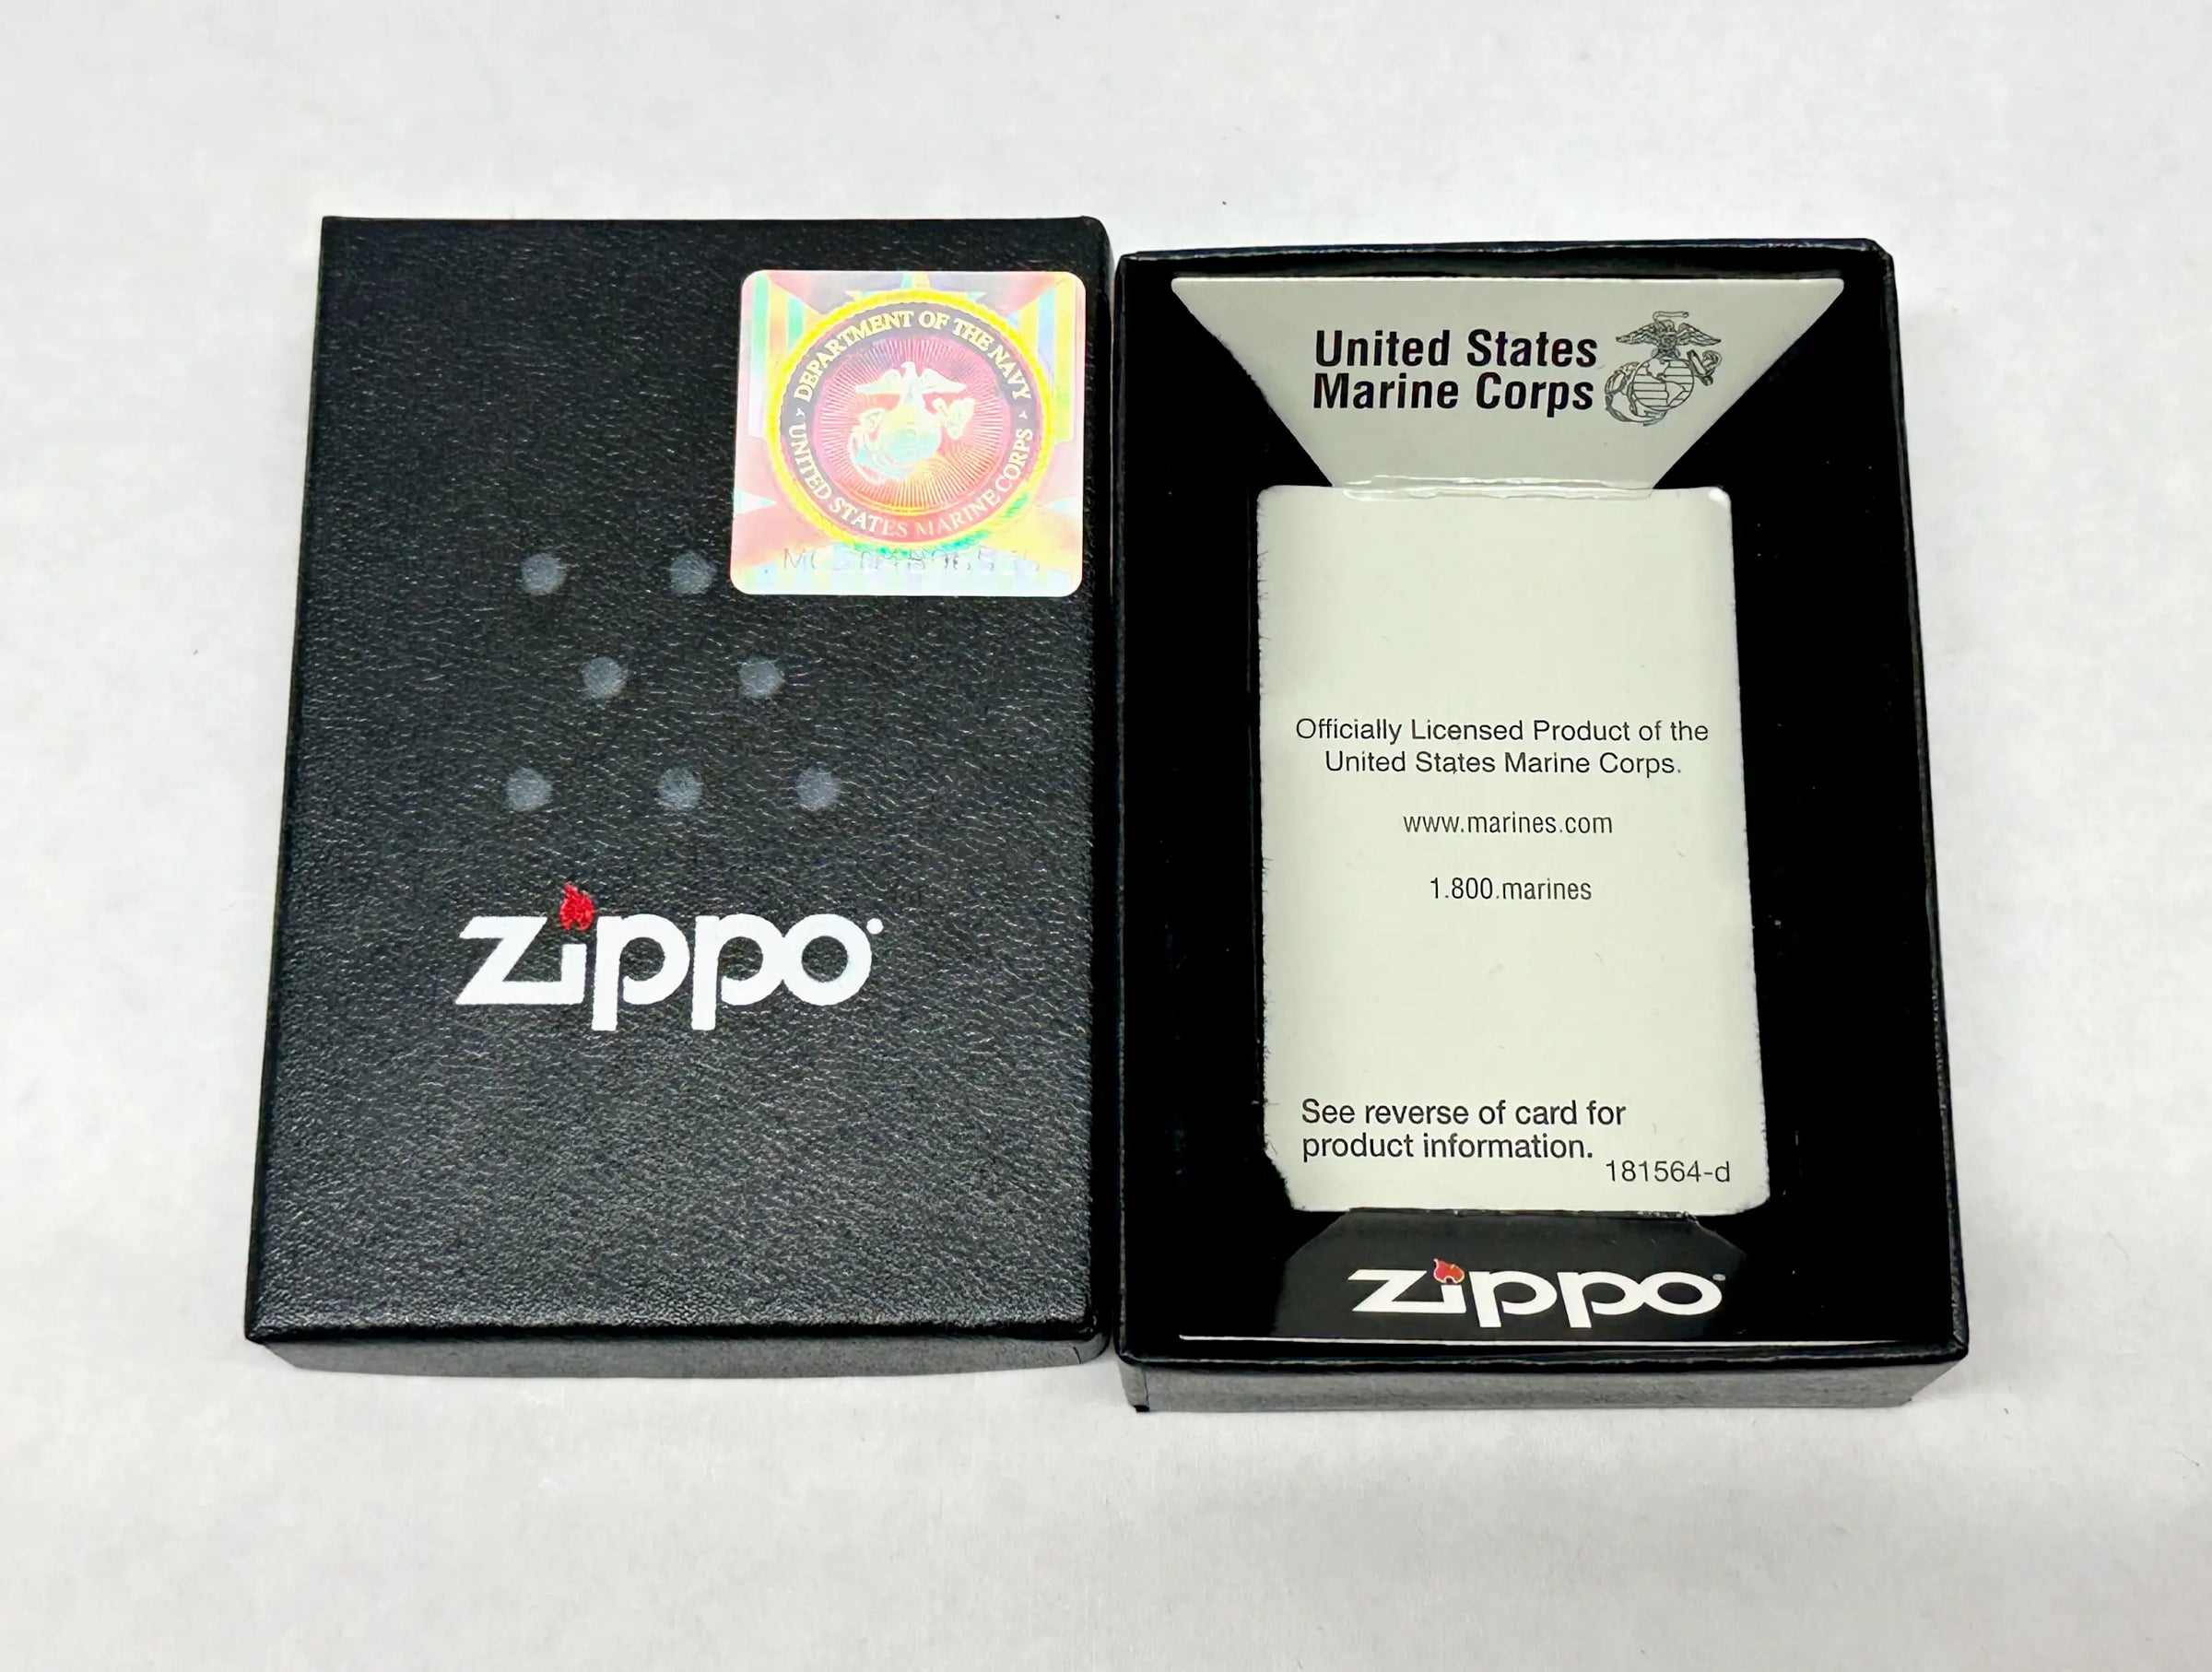 DEPARTMENT OF THE NAVY
UNITED STATES MARINE CORPS
zippo
United States
Marine Corps
Officially Licensed Product of the
United States Marine Corps.
www.marines.com
1.800.marines
See reverse of card for
product information.
181564-d
zippo